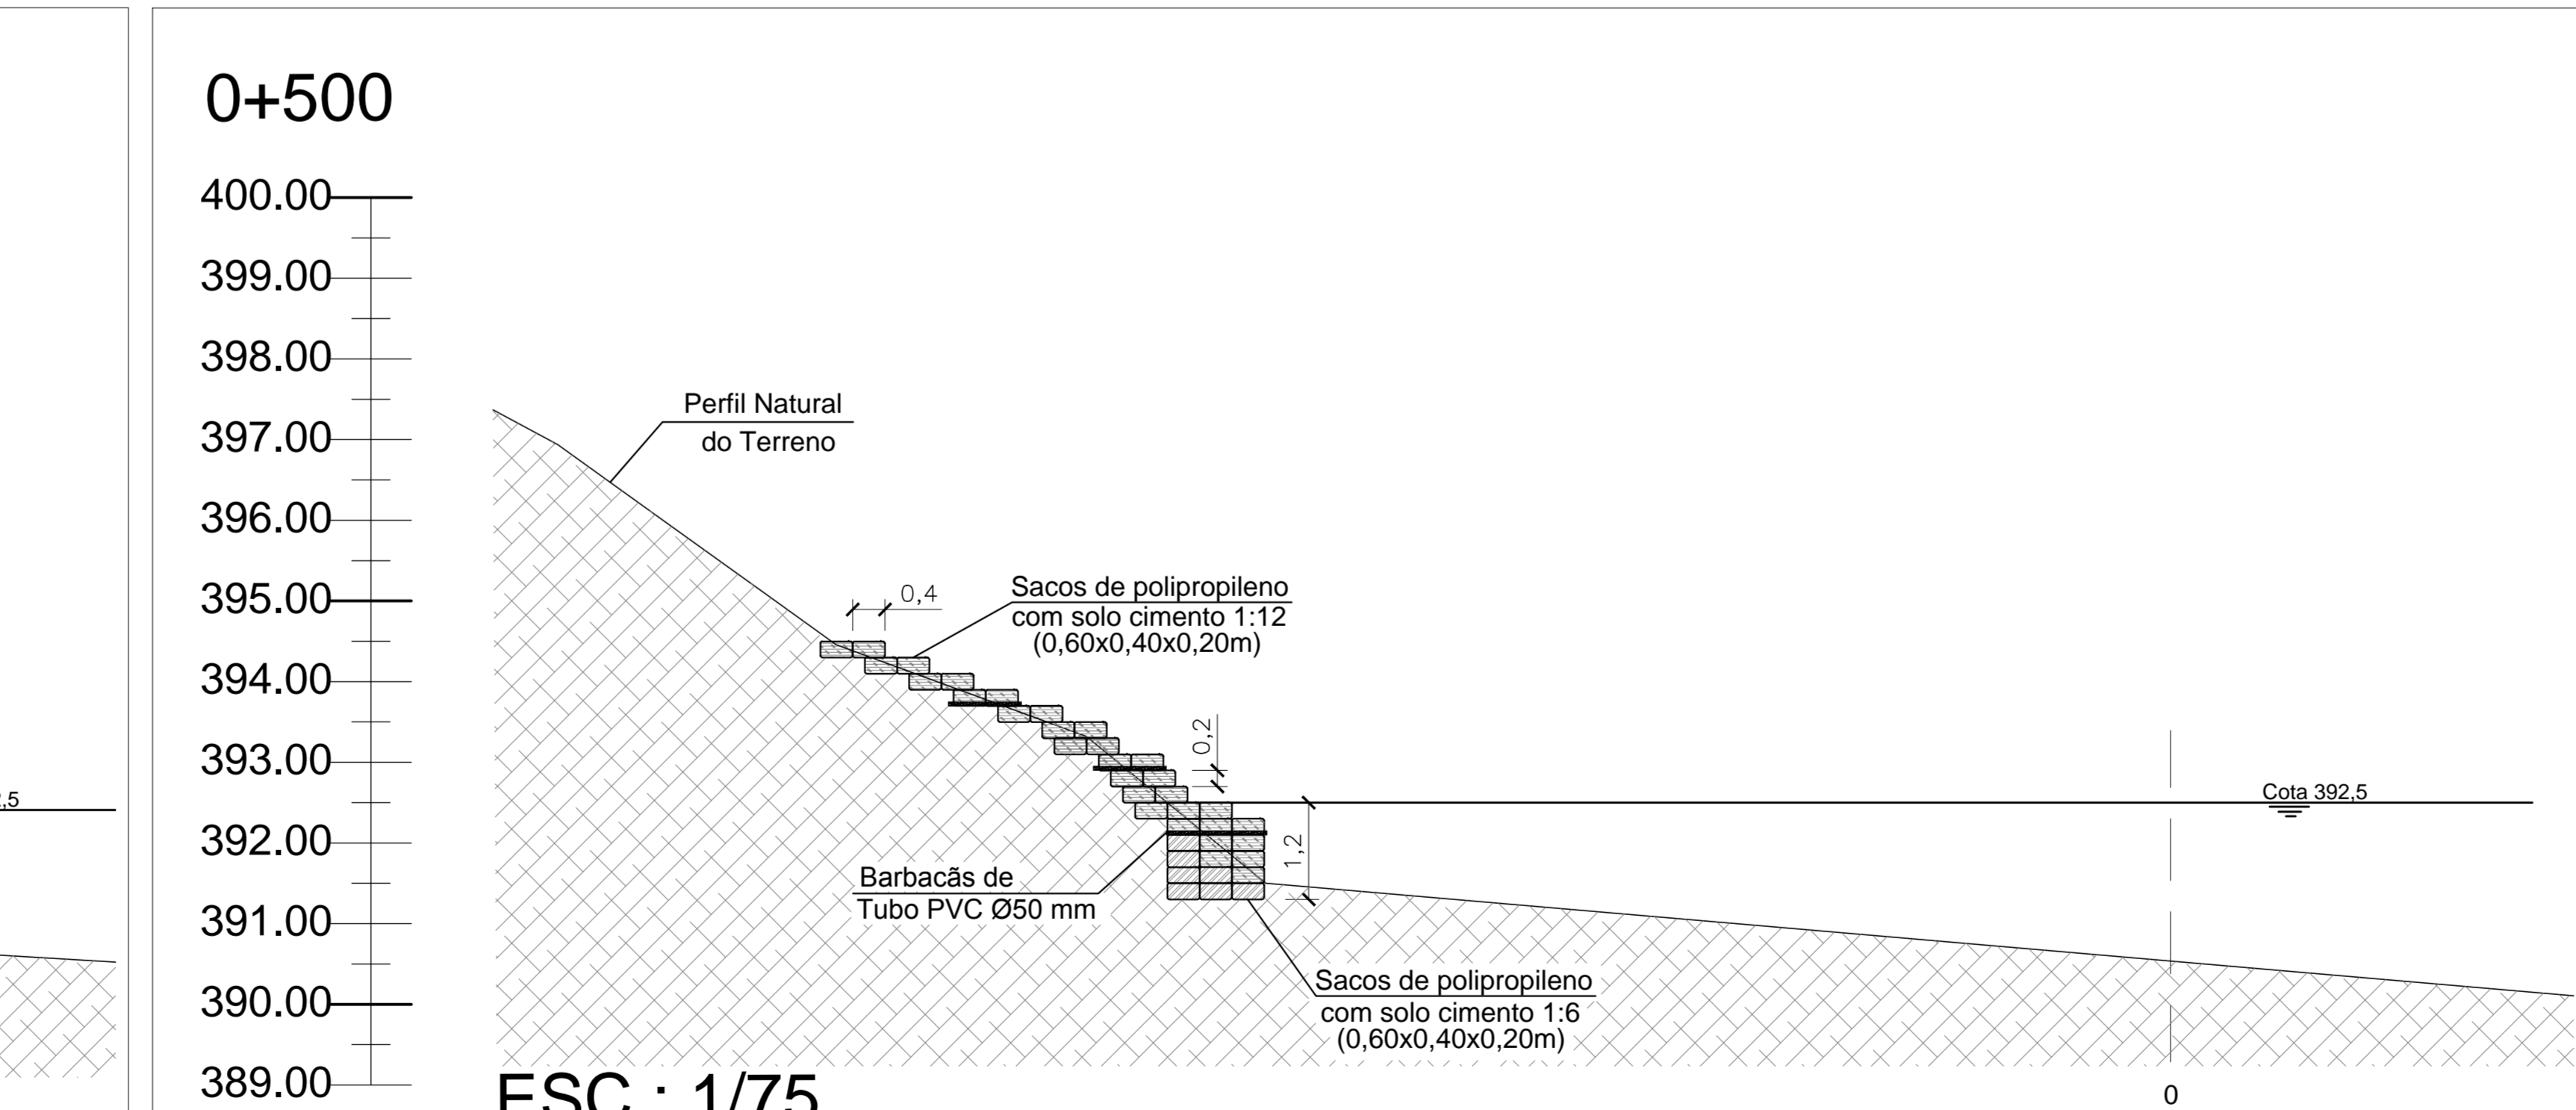 0+500
400.00
399.00
398.00
397.00
396.00
395.00
394.00
393.00
392.00
391.00
390.00
389.00
Perfil Natural
do Terreno
0,4
Sacos de polipropileno
com solo cimento 1:12
(0,60x0,40x0,20m)
0,2
1,2
Cota 392,5
Barbacãs de
Tubo PVC Ø50 mm
Sacos de polipropileno
com solo cimento 1:6
(0,60x0,40x0,20m)
ESC : 1/75
0
,5